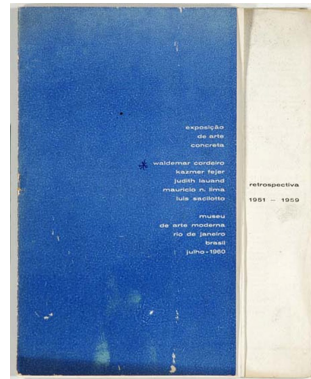 exposição
de arte
concreta
waldemar cordeiro
kazmer fejer
judith lauand
maurício n. lima
luis sacilotto
museu
de arte moderna
rio de janeiro
brasil
julho - 1960
retrospectiva
1951 – 1959